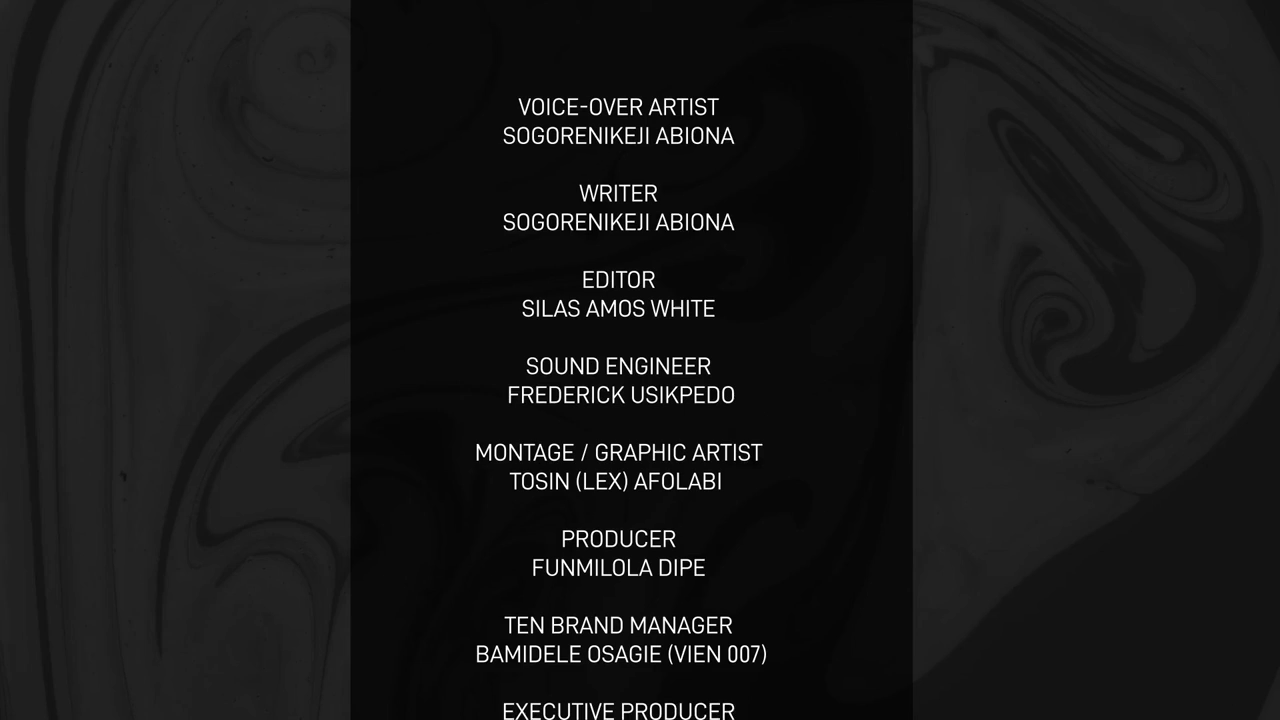 VOICE-OVER ARTIST
SOGORENIKEJI ABIONA
WRITER
SOGORENIKEJI ABIONA
EDITOR
SILAS AMOS WHITE
SOUND ENGINEER
FREDERICK USIKPEDO
MONTAGE / GRAPHIC ARTIST
TOSIN (LEX) AFOLABI
PRODUCER
FUNMILOLA DIPE
TEN BRAND MANAGER
BAMIDELE OSAGIE (VIEN 007)
EXECUTIVE PRODUCER